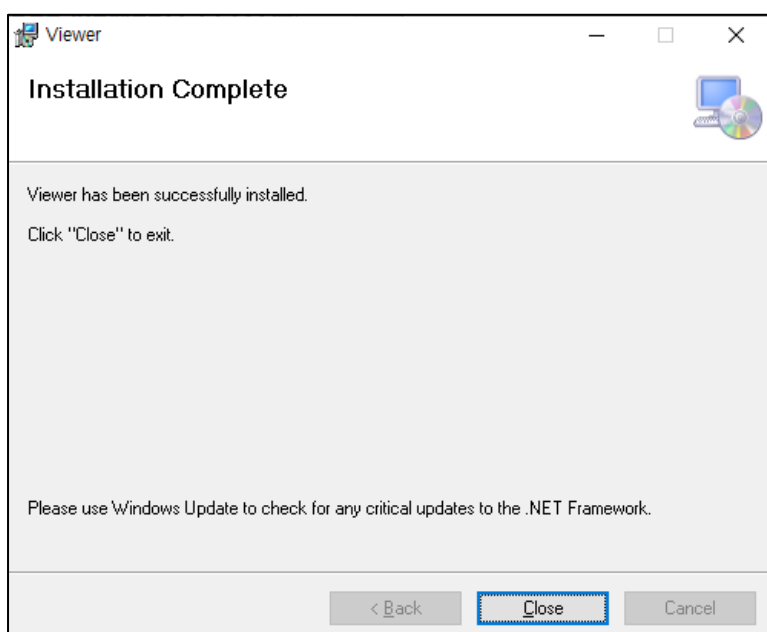 Viewer
Installation Complete
Viewer has been successfully installed.
Click "Close" to exit.
Please use Windows Update to check for any critical updates to the .NET Framework.
< Back
Close
Cancel